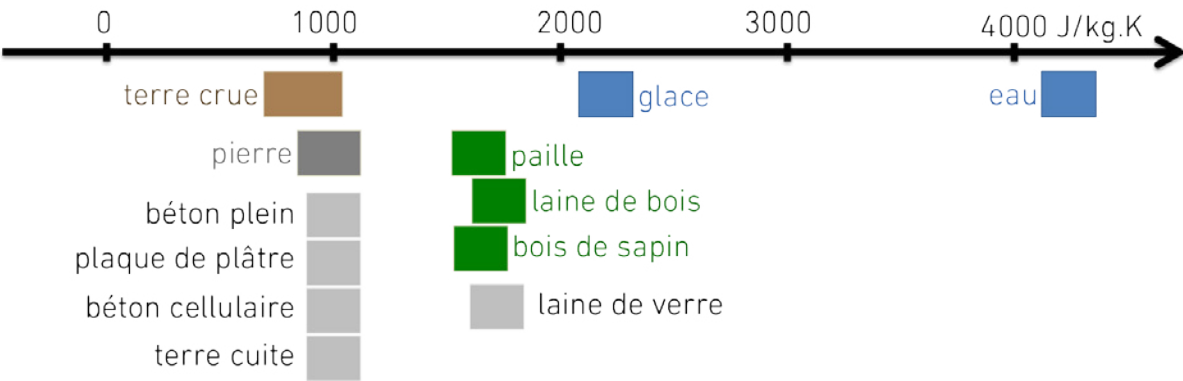 0 1000 2000 3000 4000 J/kg.K
terre crue glace eau
pierre paille
laine de bois
béton plein
bois de sapin
plaque de plâtre
béton cellulaire laine de verre
terre cuite